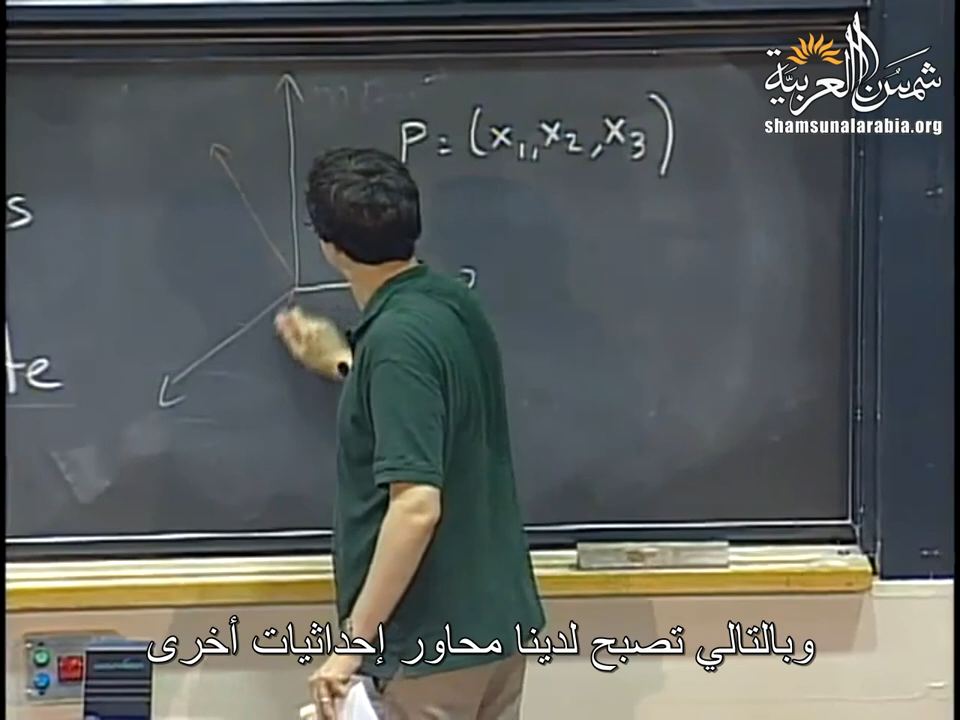 شمس العربية
shamsunalarabia.org
P = (x₁, x₂, x₃)
s
te
وبالتالي تصبح لدينا محاور إحداثيات أخرى